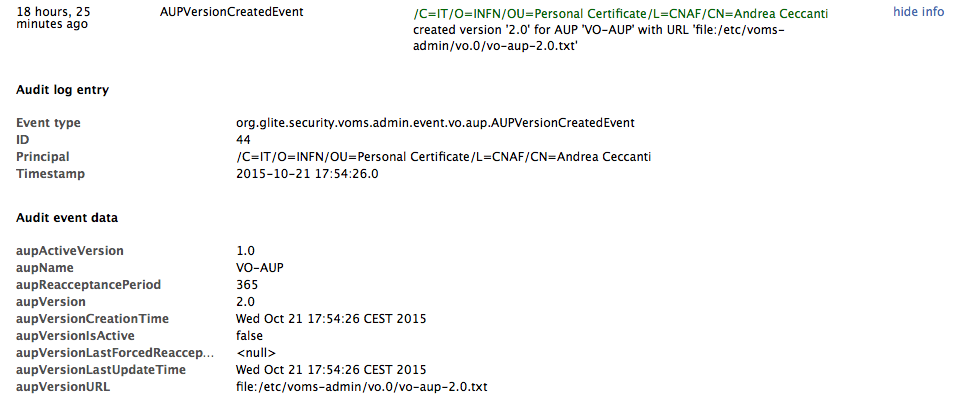 18 hours, 25 minutes ago AUPVersionCreatedEvent /C=IT/O=INFN/OU=Personal Certificate/L=CNAF/CN=Andrea Ceccanti hide info
created version '2.0' for AUP 'VO-AUP' with URL 'file:/etc/voms-
admin/vo.0/vo-aup-2.0.txt'
Audit log entry
Event type org.glite.security.voms.admin.event.vo.aup.AUPVersionCreatedEvent
ID 44
Principal /C=IT/O=INFN/OU=Personal Certificate/L=CNAF/CN=Andrea Ceccanti
Timestamp 2015-10-21 17:54:26.0
Audit event data
aupActiveVersion 1.0
aupName VO-AUP
aupReacceptancePeriod 365
aupVersion 2.0
aupVersionCreationTime Wed Oct 21 17:54:26 CEST 2015
aupVersionIsActive false
aupVersionLastForcedReaccep... <null>
aupVersionLastUpdateTime Wed Oct 21 17:54:26 CEST 2015
aupVersionURL file:/etc/voms-admin/vo.0/vo-aup-2.0.txt